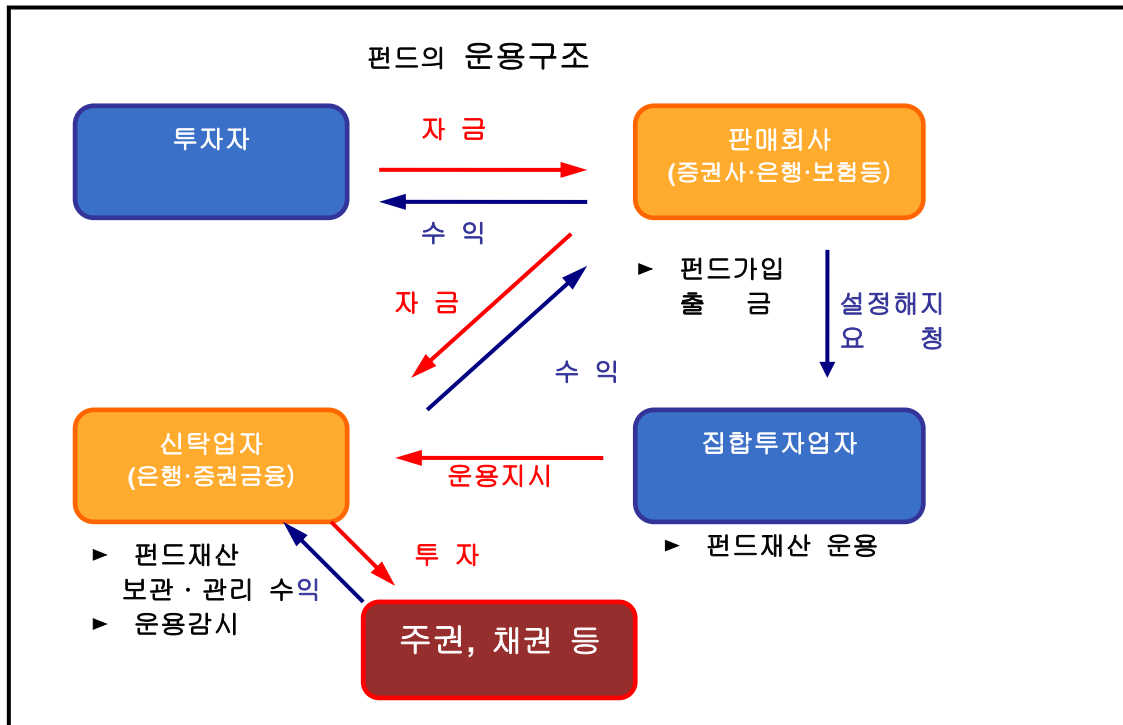 펀드의 운용구조
투자자
자 금
판매회사
(증권사·은행·보험등)
수 익
자 금
► 펀드가입
출 금
설정해지
요 청
수 익
신탁업자
(은행·증권금융)
운용지시
집합투자업자
► 펀드재산
보관 · 관리 수익
► 운용감시
투 자
► 펀드재산 운용
주권, 채권 등